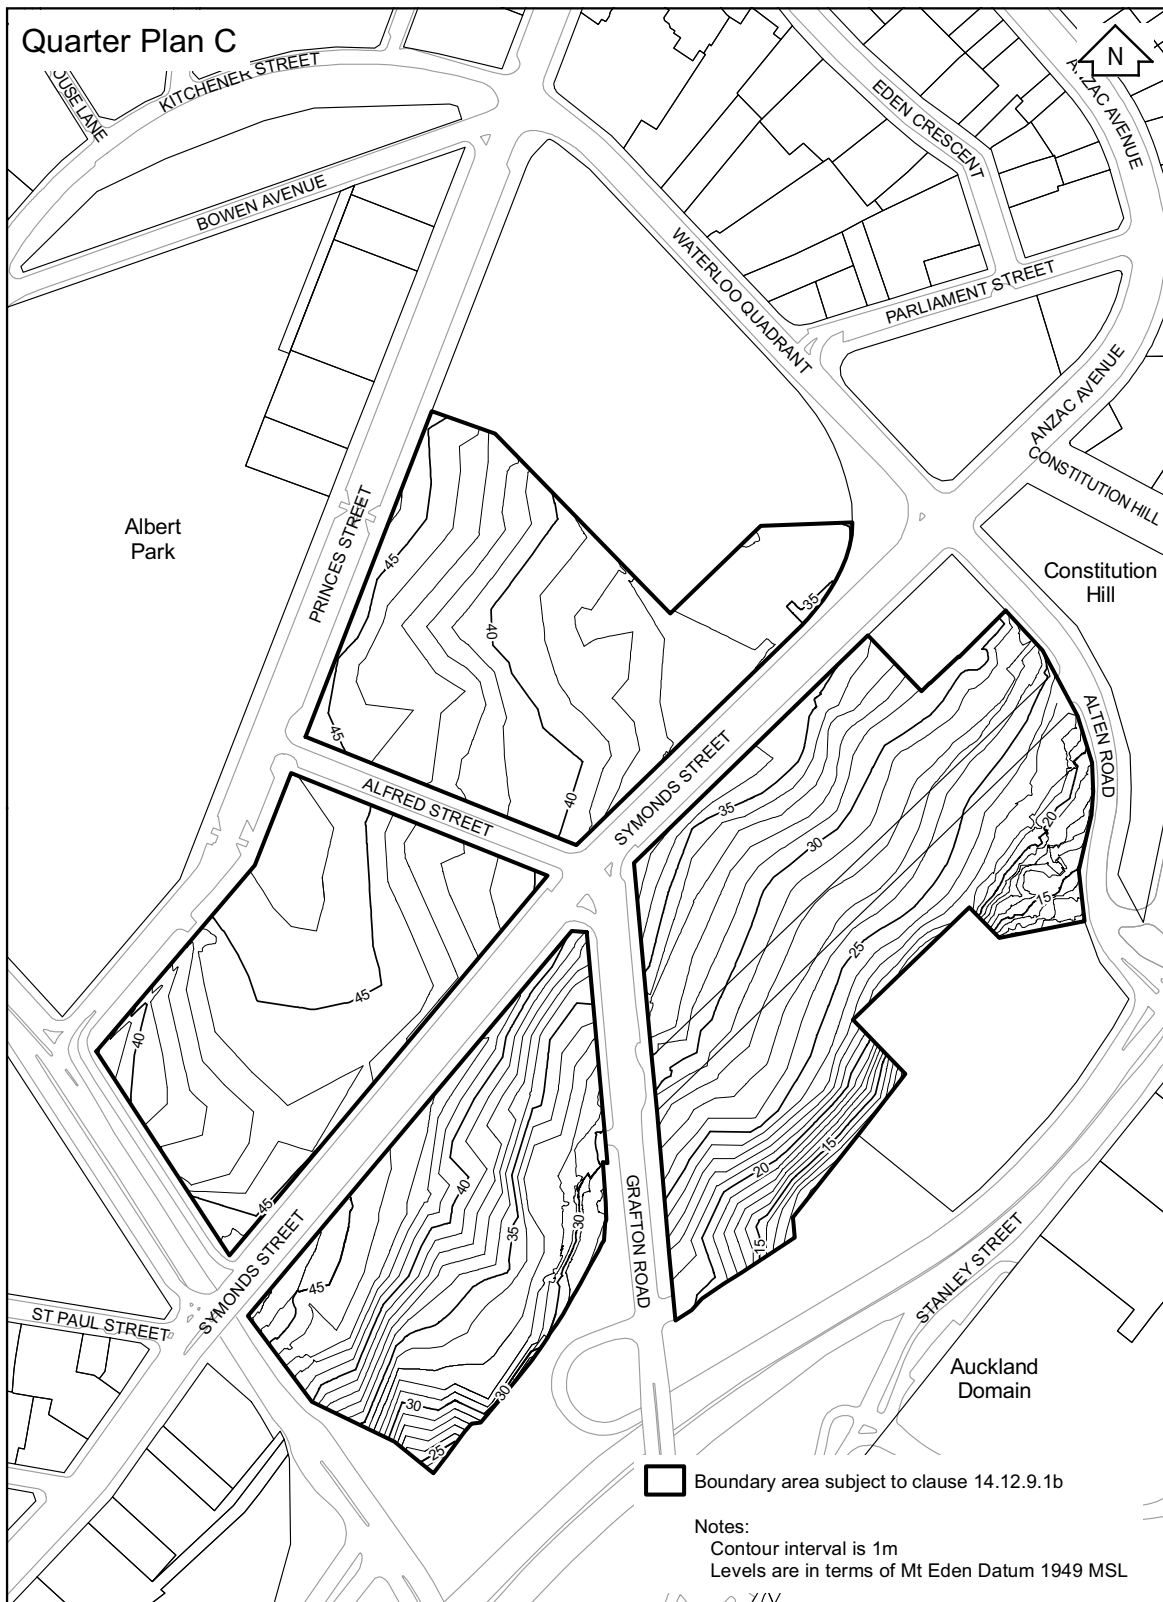 Quarter Plan C
N
OUSE LANE
KITCHENER STREET
BOWEN AVENUE
EDEN CRESCENT
ANZAC AVENUE
WATERLOO QUADRANT
PARLIAMENT STREET
ANZAC AVENUE
CONSTITUTION HILL
Albert
Park
PRINCES STREET
Constitution
Hill
45
40
35
45
40
ALFRED STREET
SYMONDS STREET
ALTEN ROAD
35
30
25
20
15
20
15
15
45
40
45
40
35
30
45
30
30
25
GRAFTON ROAD
SYMONDS STREET
ST PAUL STREET
STANLEY STREET
Auckland
Domain
Boundary area subject to clause 14.12.9.1b
Notes:
Contour interval is 1m
Levels are in terms of Mt Eden Datum 1949 MSL